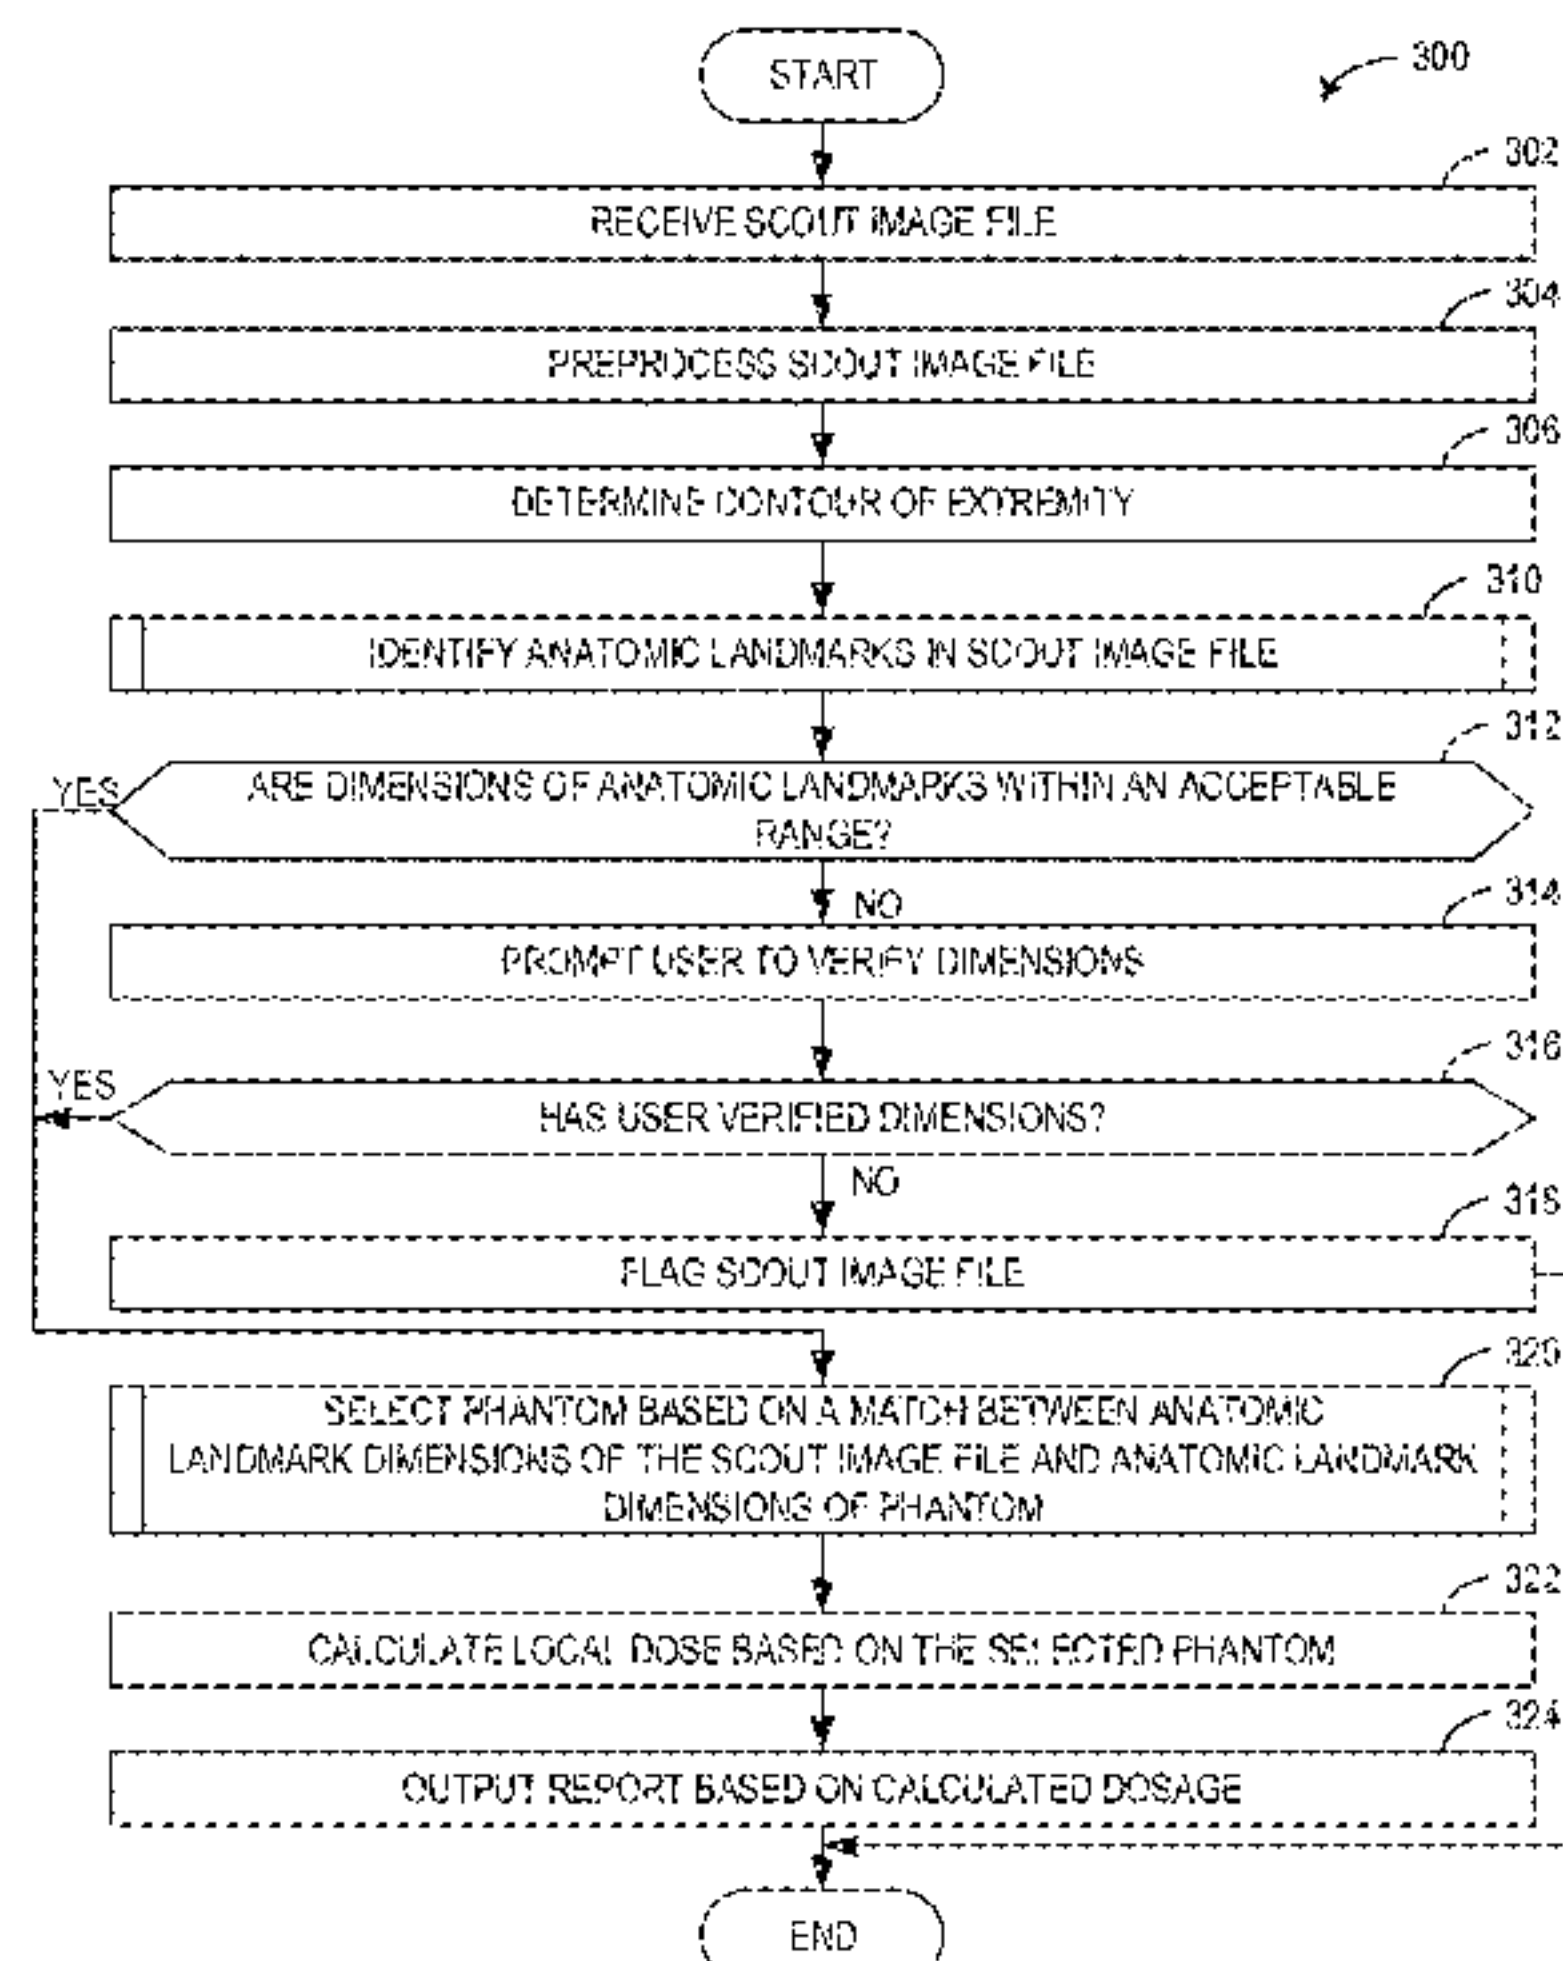 START
300
302
RECEIVE SCOUT IMAGE FILE
304
PREPROCESS SCOUT IMAGE FILE
306
DETERMINE CONTOUR OF EXTREMITY
310
IDENTIFY ANATOMIC LANDMARKS IN SCOUT IMAGE FILE
312
YES
ARE DIMENSIONS OF ANATOMIC LANDMARKS WITHIN AN ACCEPTABLE
RANGE?
NO
314
PROMPT USER TO VERIFY DIMENSIONS
316
YES
HAS USER VERIFIED DIMENSIONS?
NO
318
FLAG SCOUT IMAGE FILE
320
SELECT PHANTOM BASED ON A MATCH BETWEEN ANATOMIC
LANDMARK DIMENSIONS OF THE SCOUT IMAGE FILE AND ANATOMIC LANDMARK
DIMENSIONS OF PHANTOM
322
CALCULATE LOCAL DOSE BASED ON THE SELECTED PHANTOM
324
OUTPUT REPORT BASED ON CALCULATED DOSAGE
END